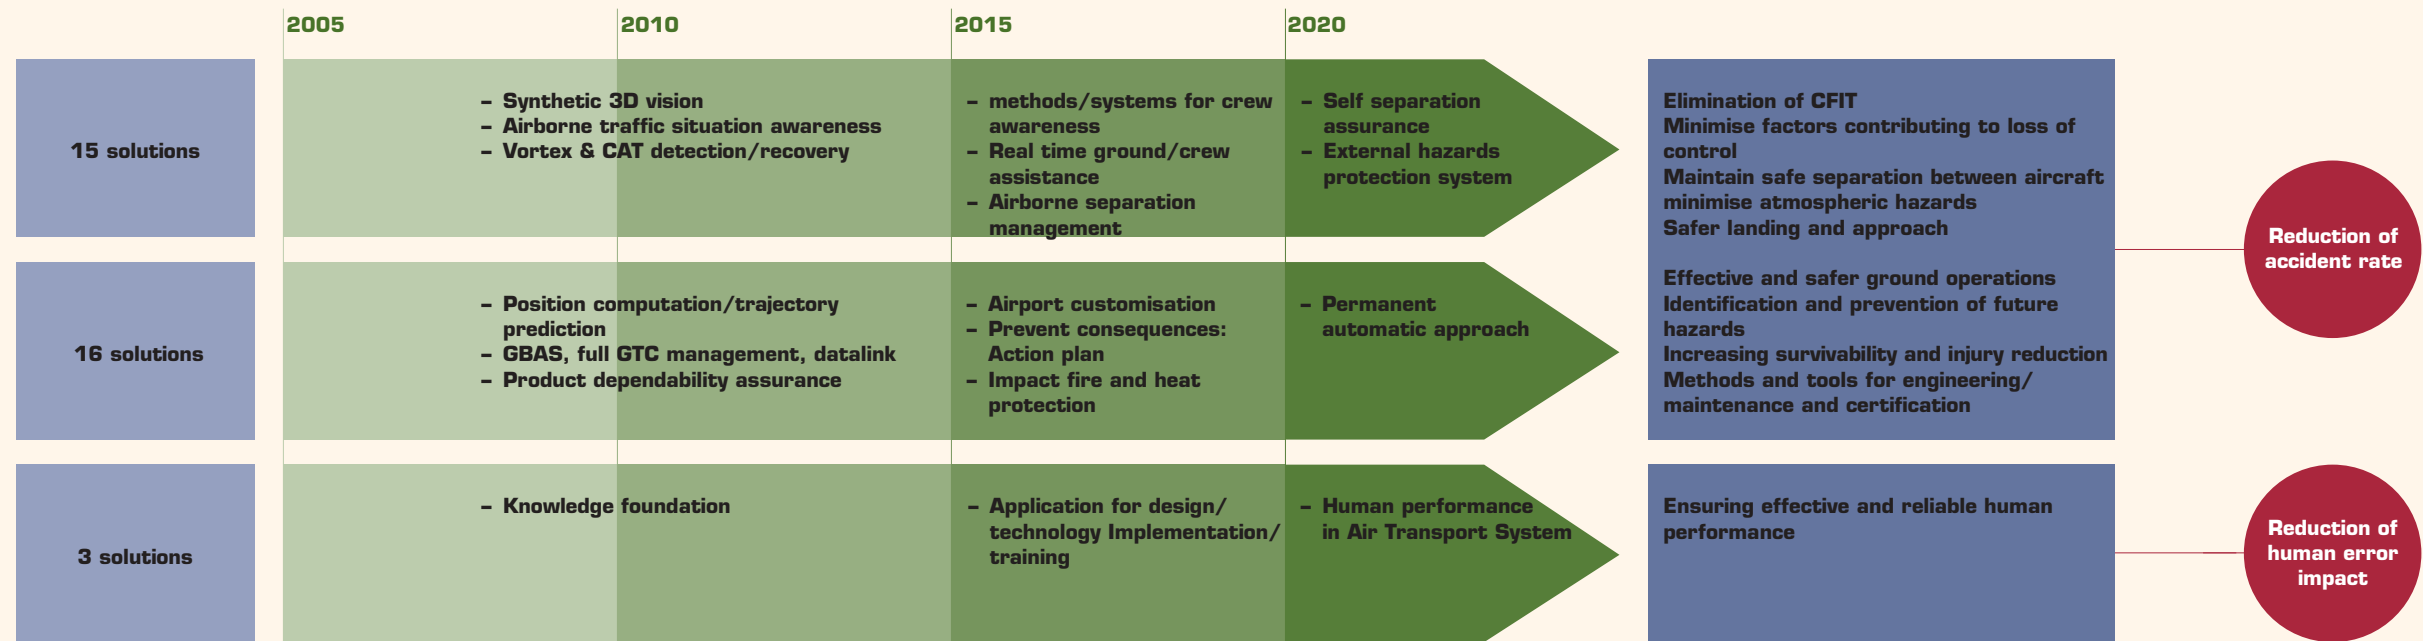 2005
2010
2015
2020
15 solutions
– Synthetic 3D vision
– Airborne traffic situation awareness
– Vortex & CAT detection/recovery
– methods/systems for crew
awareness
– Real time ground/crew
assistance
– Airborne separation
management
– Self separation
assurance
– External hazards
protection system
Elimination of CFIT
Minimise factors contributing to loss of
control
Maintain safe separation between aircraft
minimise atmospheric hazards
Safer landing and approach
Effective and safer ground operations
Identification and prevention of future
hazards
Increasing survivability and injury reduction
Methods and tools for engineering/
maintenance and certification
Reduction of
accident rate
16 solutions
– Position computation/trajectory
prediction
– GBAS, full GTC management, datalink
– Product dependability assurance
– Airport customisation
– Prevent consequences:
Action plan
– Impact fire and heat
protection
– Permanent
automatic approach
3 solutions
– Knowledge foundation
– Application for design/
technology Implementation/
training
– Human performance
in Air Transport System
Ensuring effective and reliable human
performance
Reduction of
human error
impact